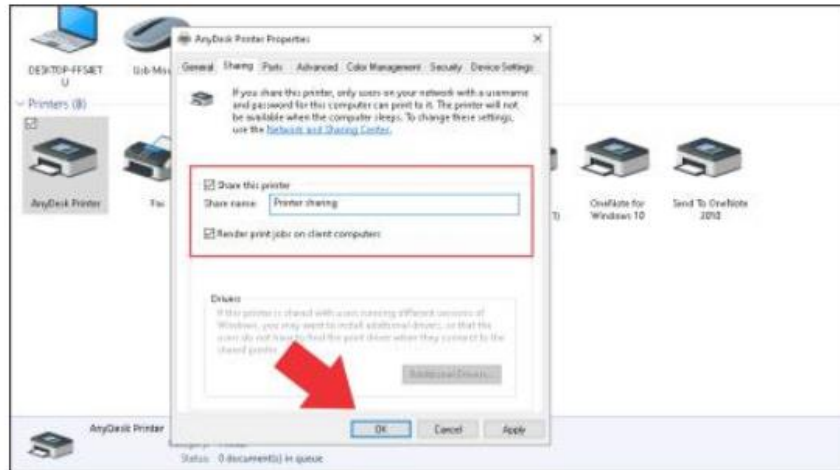 AnyDesk Printer Properties
General Sharing Ports Advanced Color Management Security Device Settings
If you share this printer, only users on your network with a username
and password for this computer can print to it. The printer will not
be available when the computer sleeps. To change these settings,
use the Network and Sharing Center.
Share this printer
Share name: Printer sharing
Render print jobs on client computers
Drivers
If this printer is shared with users running different versions of
Windows, you may want to install additional drivers, so that the
users do not have to find the print driver when they connect to the
shared printer.
Additional Drivers...
OK Cancel Apply
U
Printers (8)
AnyDesk Printer
Fax
OneNote for
Windows 10
Send To OneNote
AnyDesk Printer
Status: 0 document(s) in queue